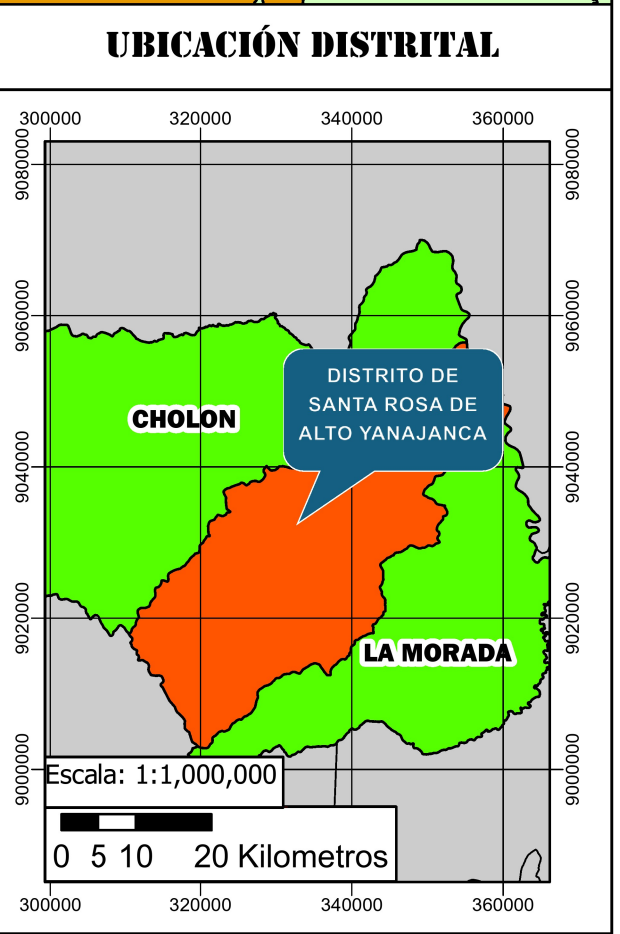 UBICACIÓN DISTRITAL
300000 320000 340000 360000
9080000 9080000
9060000 9060000
DISTRITO DE
SANTA ROSA DE
ALTO YANAJANCA
CHOLON
9040000 9040000
9020000 9020000
LA MORADA
9000000 9000000
Escala: 1:1,000,000
0 5 10 20 Kilometros
300000 320000 340000 360000